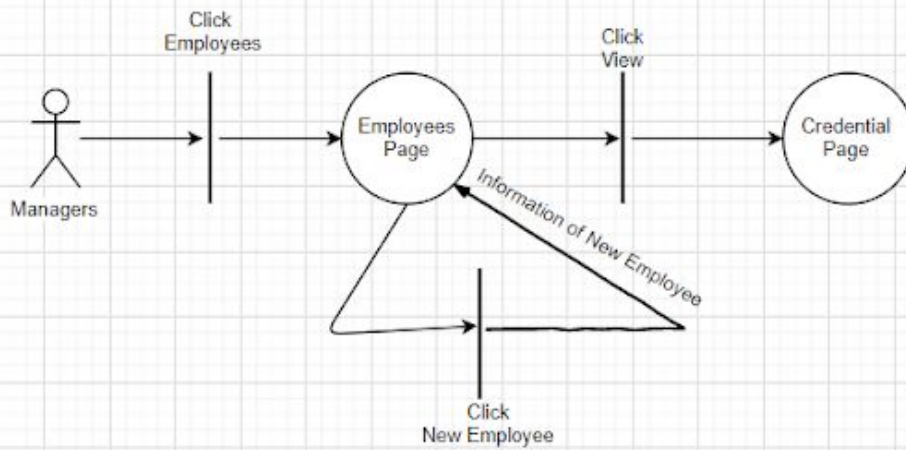 Click
Employees
Click
View
Managers
Employees
Page
Credential
Page
Information of New Employee
Click
New Employee